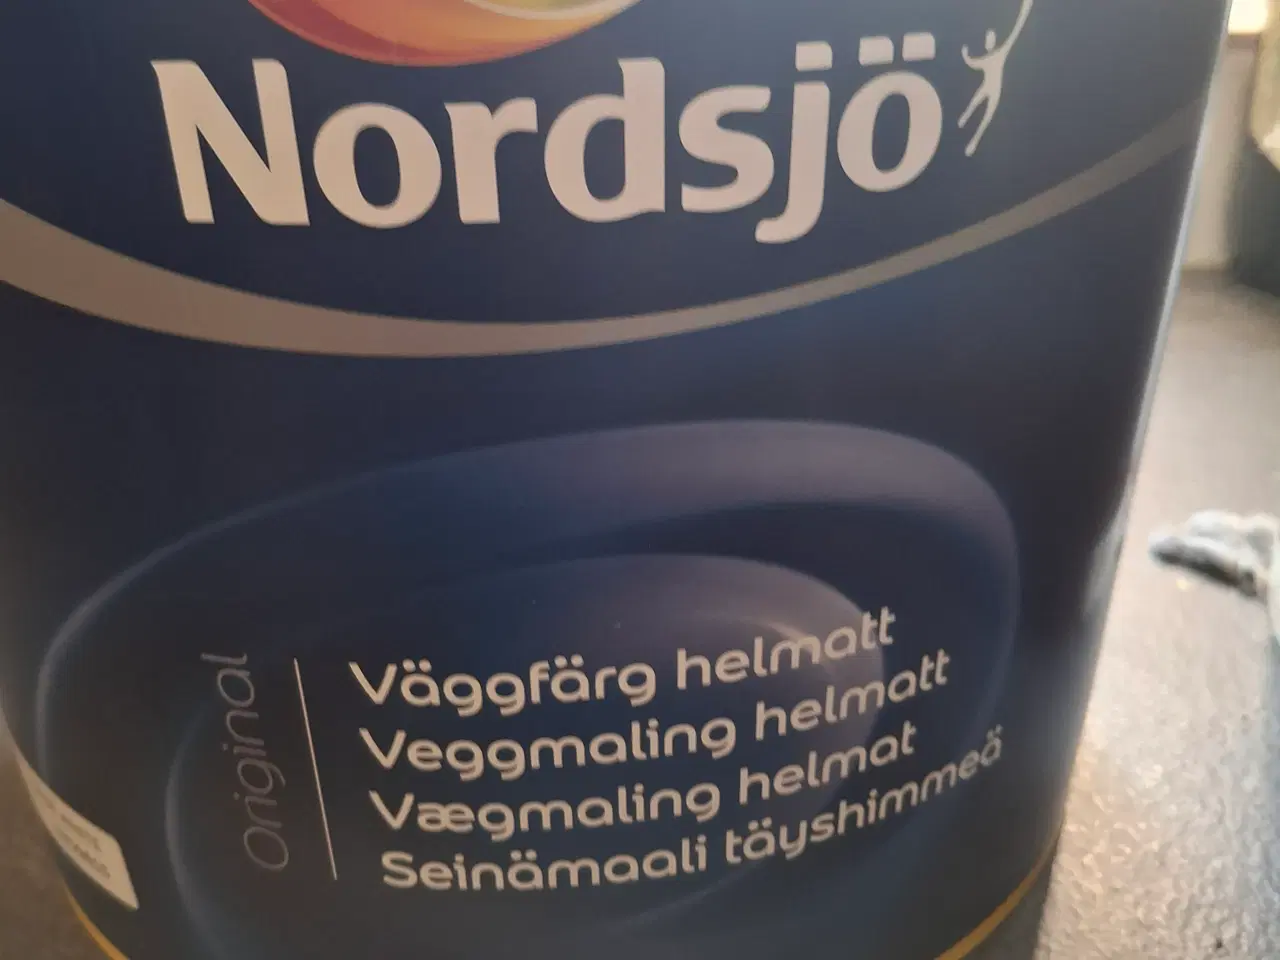 Nordsjö
original
Väggfärg helmatt
Veggmaling helmatt
Vægmaling helmat
Seinämaali täyshimmeä